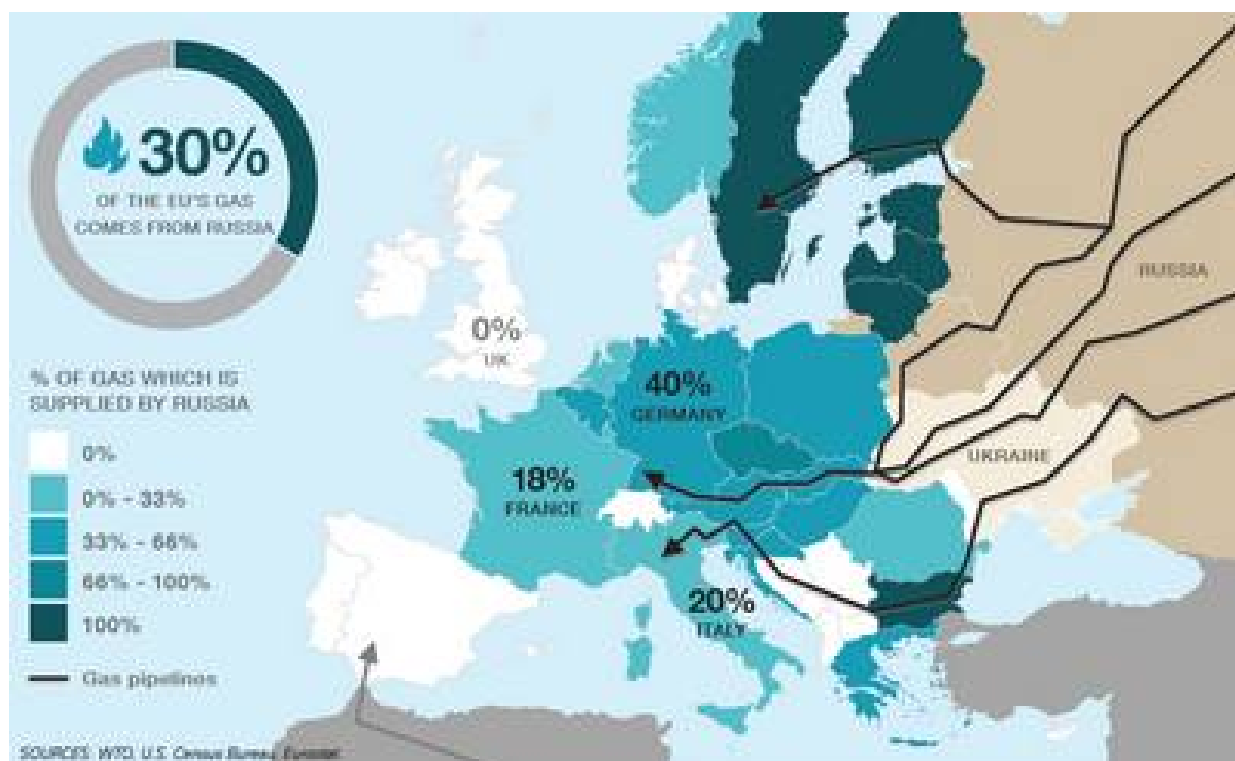 30%
OF THE EU'S GAS
COMES FROM RUSSIA
% OF GAS WHICH IS
SUPPLIED BY RUSSIA
0%
0% - 33%
33% - 66%
66% - 100%
100%
Gas pipelines
0%
UK
40%
GERMANY
18%
FRANCE
20%
ITALY
RUSSIA
UKRAINE
SOURCES: WTO, U.S. Census Bureau, Eurostat